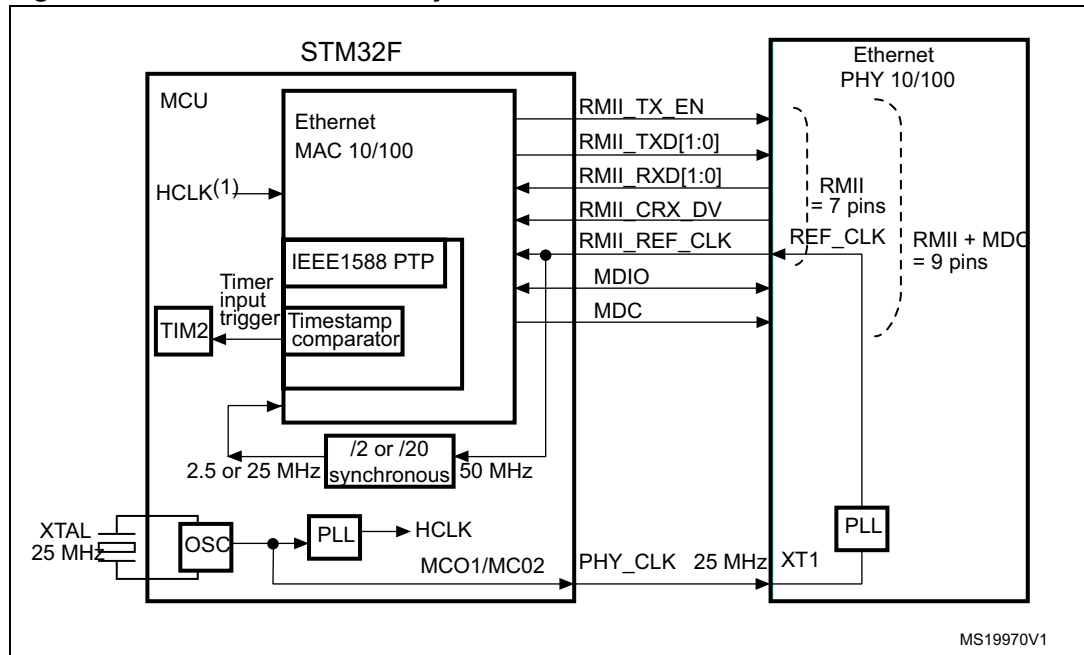 STM32F
MCU
Ethernet
MAC 10/100
HCLK(1)
IEEE1588 PTP
Timer
input
trigger
TIM2
Timestamp
comparator
/2 or /20
synchronous
2.5 or 25 MHz
50 MHz
XTAL
25 MHz
OSC
PLL
HCLK
MCO1/MC02
RMII_TX_EN
RMII_TXD[1:0]
RMII_RXD[1:0]
RMII_CRX_DV
RMII_REF_CLK
MDIO
MDC
PHY_CLK 25 MHz
Ethernet
PHY 10/100
RMII
= 7 pins
REF_CLK
RMII + MDC
= 9 pins
PLL
XT1
MS19970V1